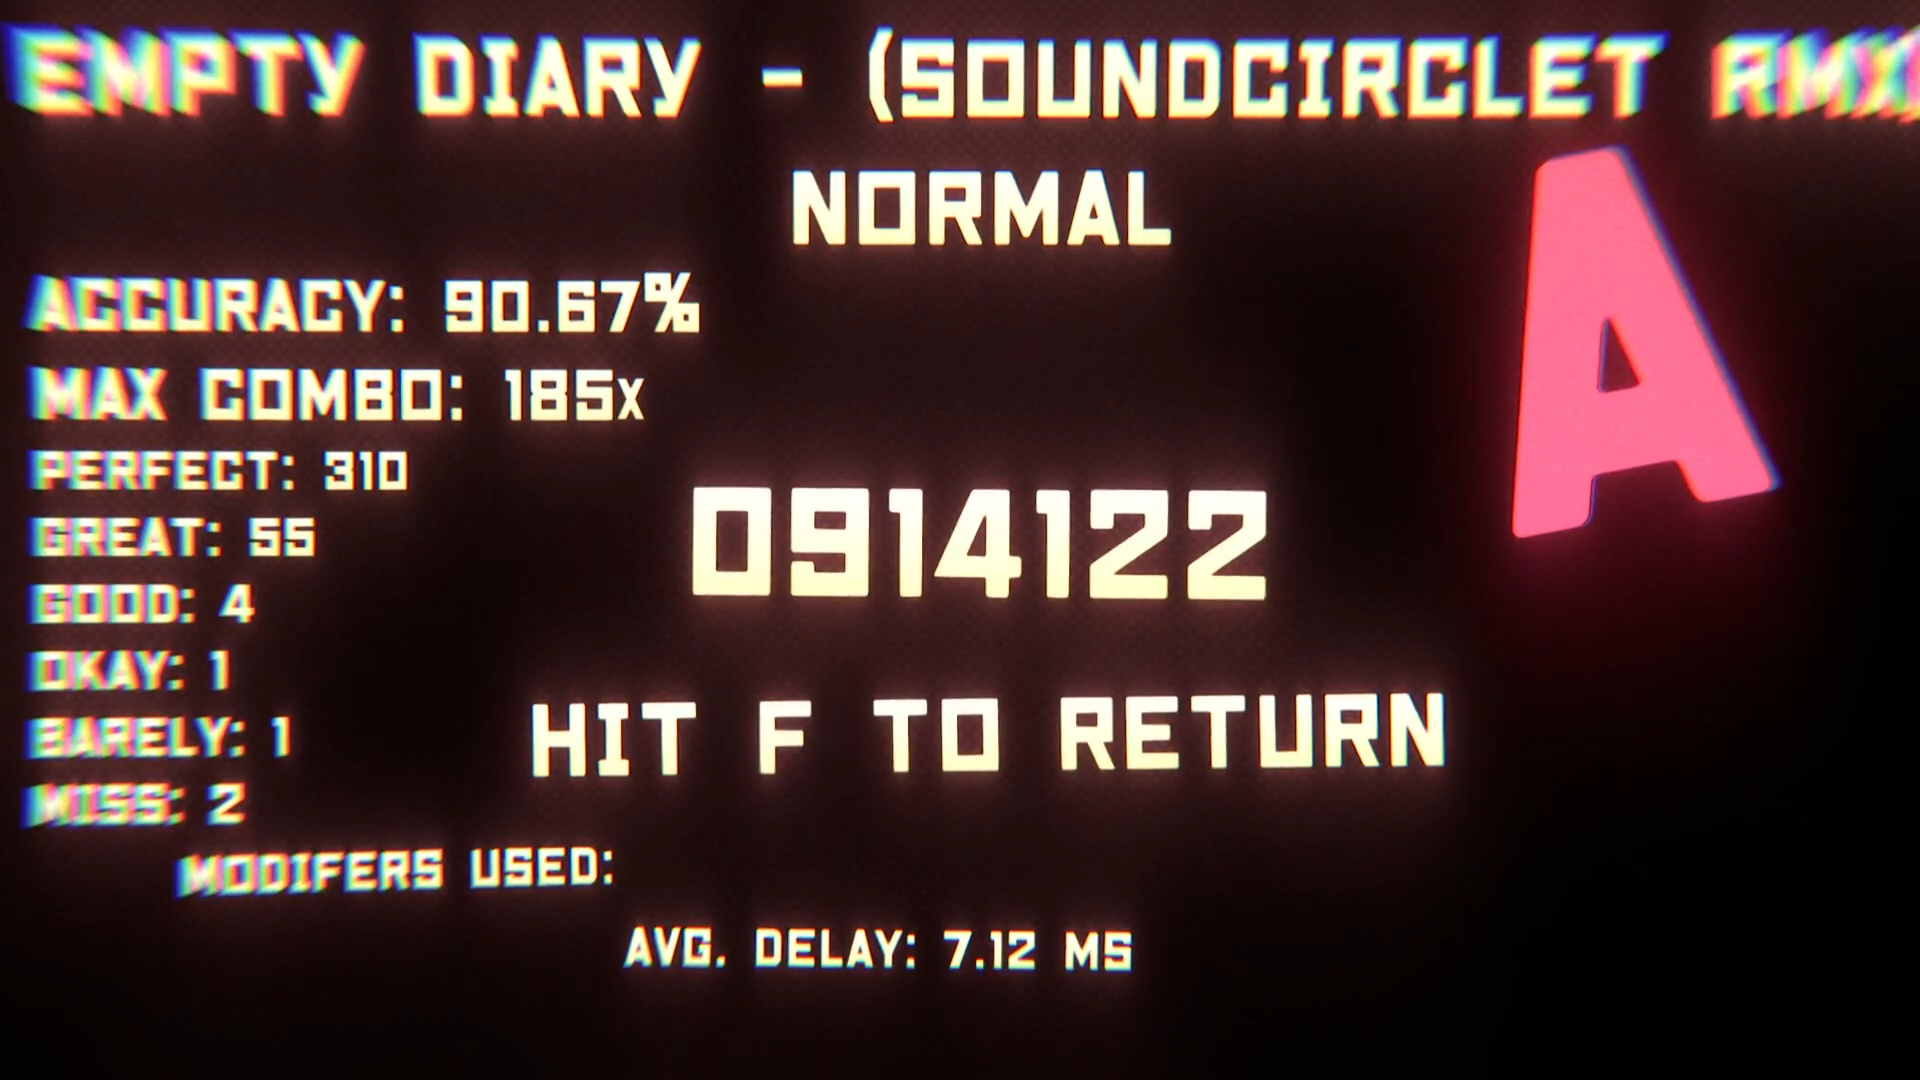 EMPTY DIARY - (SOUNDCIRCLET RMX)
NORMAL
A
ACCURACY: 90.67%
MAX COMBO: 185x
PERFECT: 310
GREAT: 55
GOOD: 4
OKAY: 1
BARELY: 1
MISS: 2
0914122
HIT F TO RETURN
MODIFERS USED:
AVG. DELAY: 7.12 MS